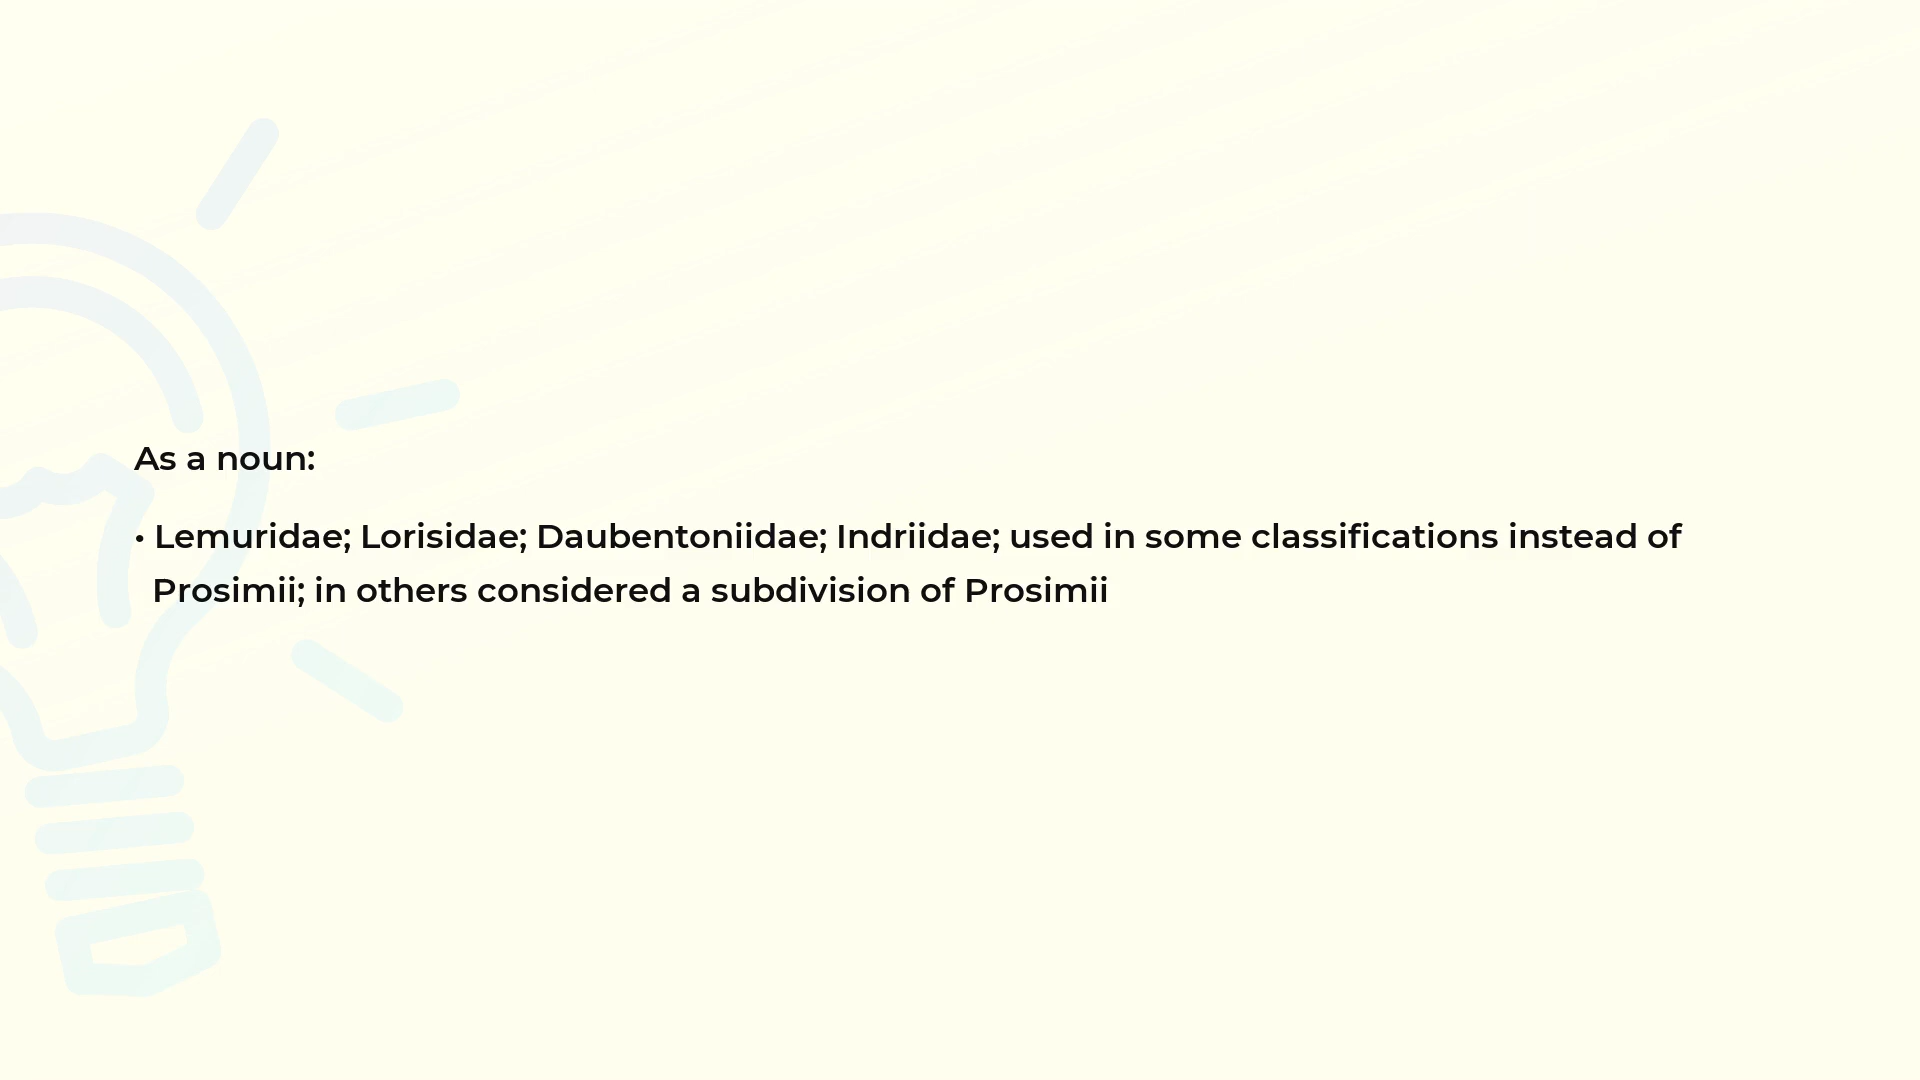 As a noun:
• Lemuridae; Lorisidae; Daubentoniidae; Indriidae; used in some classifications instead of
Prosimii; in others considered a subdivision of Prosimii